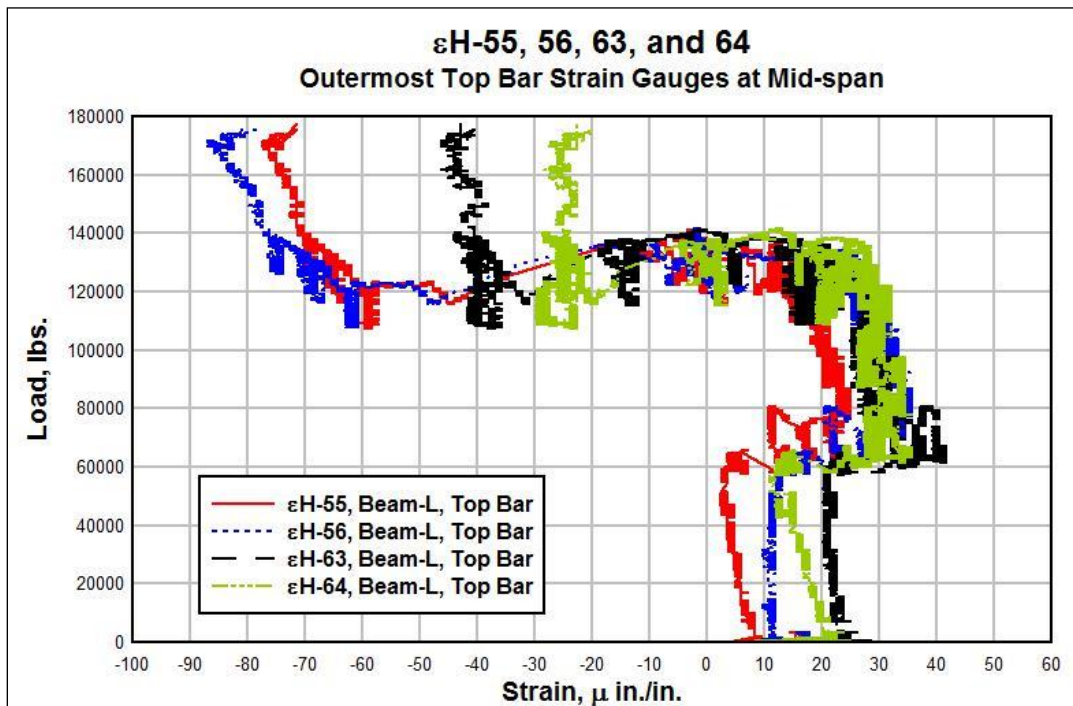 εH-55, 56, 63, and 64
Outermost Top Bar Strain Gauges at Mid-span
Load, lbs.
180000
160000
140000
120000
100000
80000
60000
40000
20000
0
εH-55, Beam-L, Top Bar
εH-56, Beam-L, Top Bar
εH-63, Beam-L, Top Bar
εH-64, Beam-L, Top Bar
-100 -90 -80 -70 -60 -50 -40 -30 -20 -10 0 10 20 30 40 50 60
Strain, μ in./in.